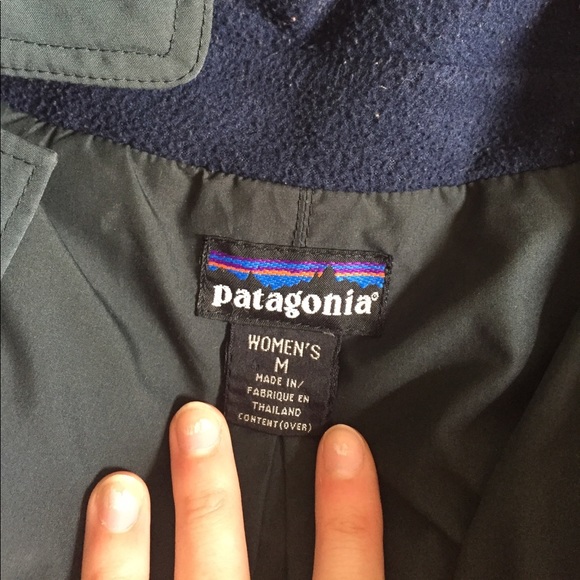 patagonia®
WOMEN'S
M
MADE IN/
FABRIQUE EN
THAILAND
CONTENT(OVER)